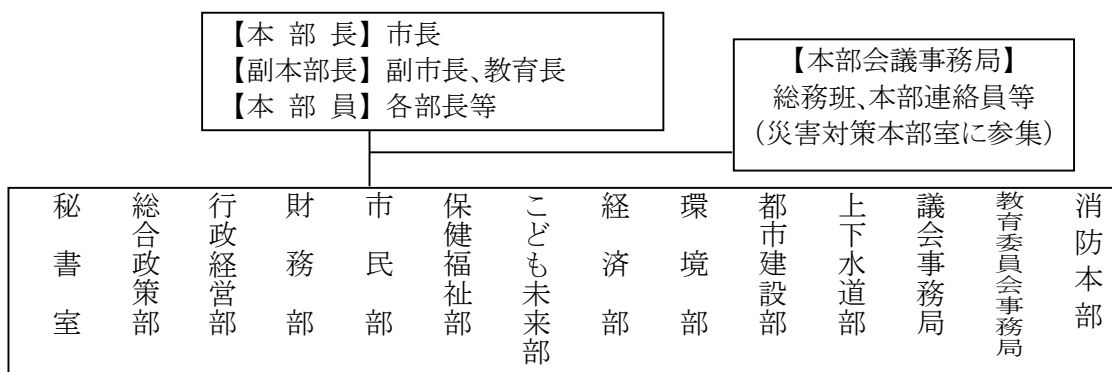 【本 部 長】市長
【副本部長】副市長、教育長
【本 部 員】各部長等
【本部会議事務局】
総務班、本部連絡員等
（災害対策本部室に参集）
秘書室
総合政策部
行政経営部
財務部
市民部
保健福祉部
こども未来部
経済部
環境部
都市建設部
上下水道部
議会事務局
教育委員会事務局
消防本部